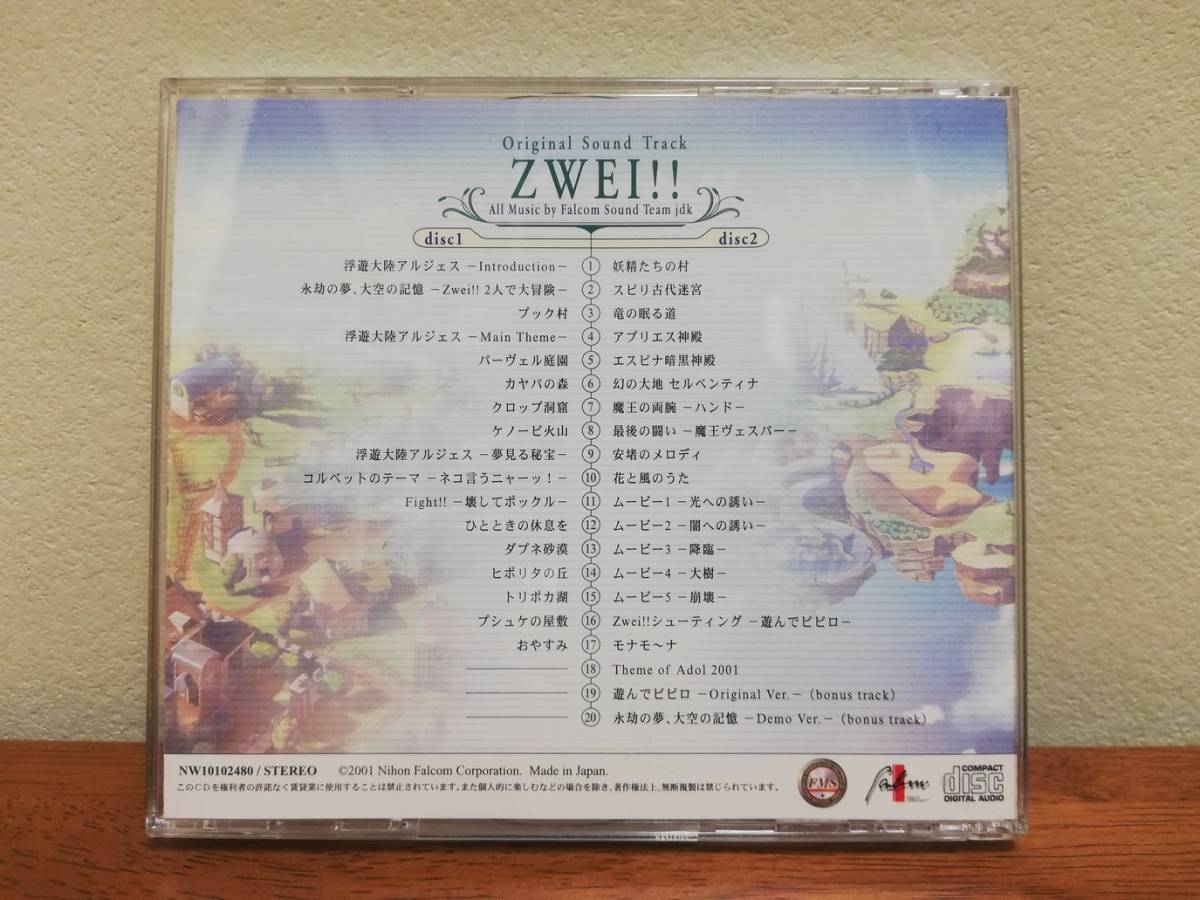 Original Sound Track
ZWEI!!
All Music by Falcom Sound Team jdk
disc1 disc2
浮遊大陸アルジェス －Introduction－ 1 妖精たちの村
永劫の夢、大空の記憶 －Zwei!! 2人で大冒険－ 2 スピリ古代迷宮
プック村 3 竜の眠る道
浮遊大陸アルジェス －Main Theme－ 4 アプリエス神殿
パーヴェル庭園 5 エスピナ暗黒神殿
カヤパの森 6 幻の大地 セルペンティナ
クロップ洞窟 7 魔王の両腕 －ハンド－
ケノーピ火山 8 最後の闘い －魔王ヴェスパー－
浮遊大陸アルジェス －夢見る秘宝－ 9 安堵のメロディ
コルベットのテーマ －ネコ言うニャーッ！－ 10 花と風のうた
Fight!! －壊してポックル－ 11 ムービー1 －光への誘い－
ひとときの休息を 12 ムービー2 －闇への誘い－
ダプネ砂漠 13 ムービー3 －降臨－
ヒポリタの丘 14 ムービー4 －大樹－
トリポカ湖 15 ムービー5 －崩壊－
プシュケの屋敷 16 Zwei!!シューティング －遊んでピピロ－
おやすみ 17 モナモ～ナ
18 Theme of Adol 2001
19 遊んでピピロ －Original Ver.－（bonus track）
20 永劫の夢、大空の記憶 －Demo Ver.－（bonus track）
NW10102480 / STEREO ©2001 Nihon Falcom Corporation. Made in Japan.
このCDを権利者の許諾なく賃貸業に使用することは禁止されています。また個人的に楽しむなどの場合を除き、著作権法上、無断複製は禁じられています。
FMS
Falcom
COMPACT
disc
DIGITAL AUDIO